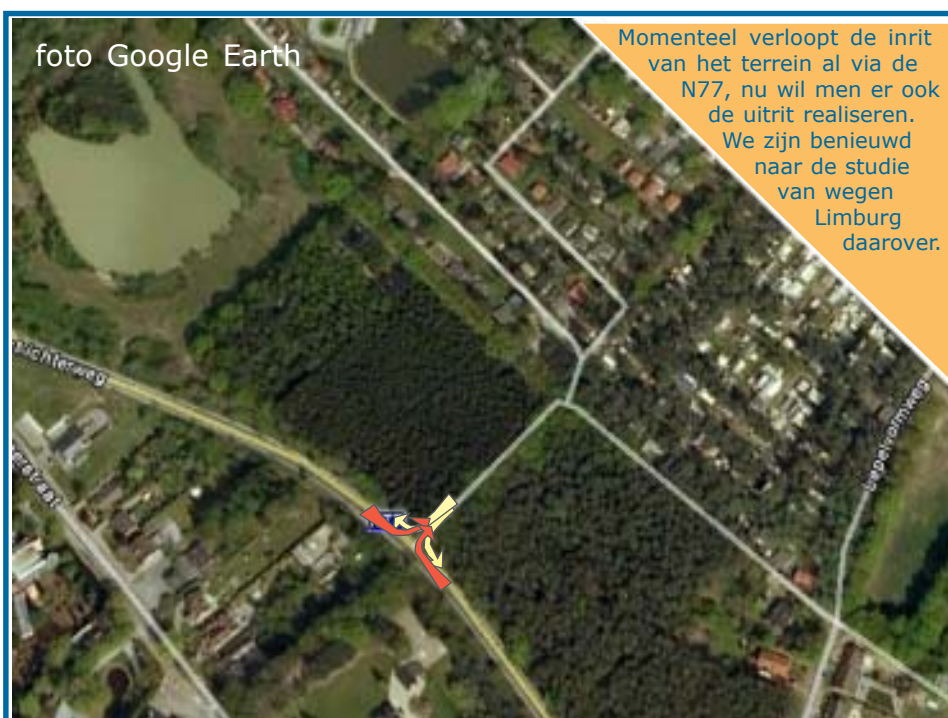 foto Google Earth
Momenteel verloopt de inrit
van het terrein al via de
N77, nu wil men er ook
de uitrit realiseren.
We zijn benieuwd
naar de studie
van wegen
Limburg
daarover.